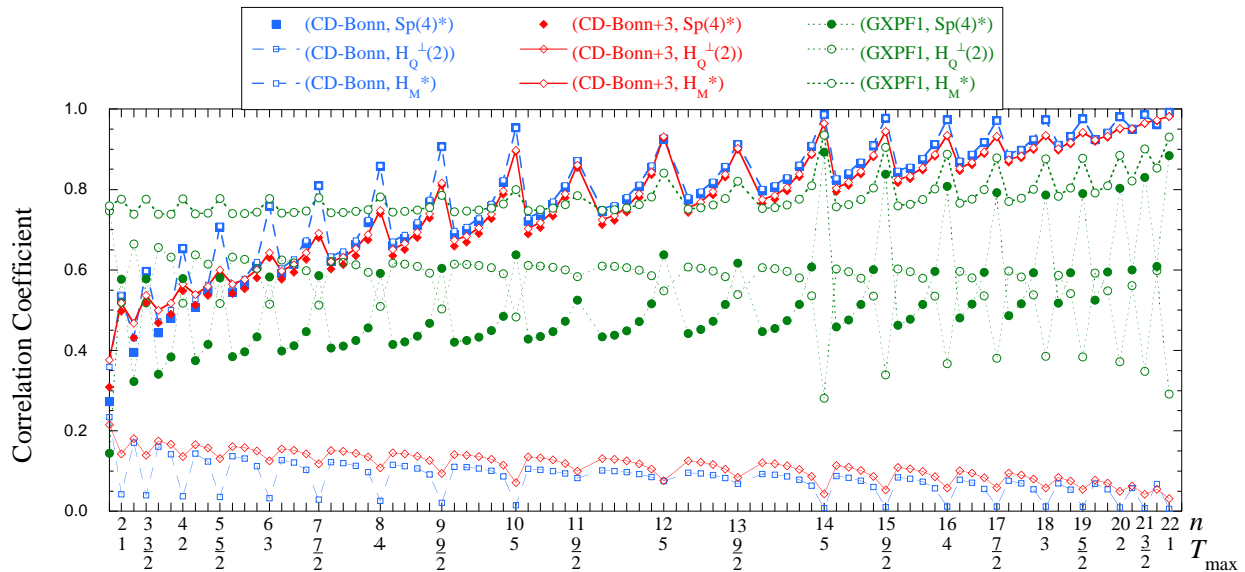 (CD-Bonn, Sp(4)*) (CD-Bonn+3, Sp(4)*) (GXPF1, Sp(4)*)
(CD-Bonn, H_Q^⊥(2)) (CD-Bonn+3, H_Q^⊥(2)) (GXPF1, H_Q^⊥(2))
(CD-Bonn, H_M*) (CD-Bonn+3, H_M*) (GXPF1, H_M*)
Correlation Coefficient
1.0
0.8
0.6
0.4
0.2
0.0
2 3 4 5 6 7 8 9 10 11 12 13 14 15 16 17 18 19 20 21 22 n
1 3/2 2 5/2 3 7/2 4 9/2 5 9/2 5 9/2 5 9/2 4 7/2 3 5/2 2 3/2 1 T_max